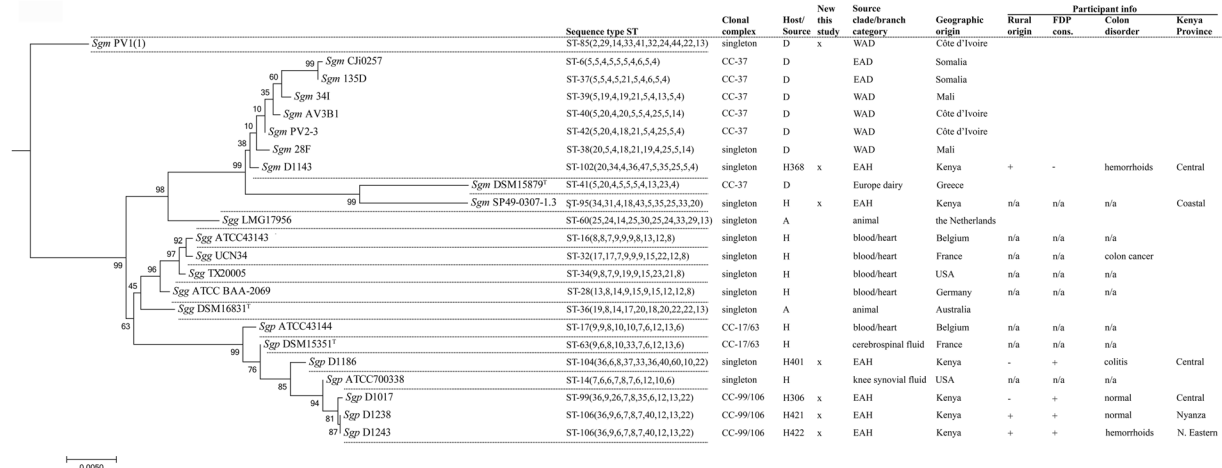 New Source Participant info
Clonal Host/ this clade/branch Geographic Rural FDP Colon Kenya
Sequence type ST complex Source study category origin origin cons. disorder Province
Sgm PV1(1) ST-85(2,29,14,33,41,32,24,44,22,13) singleton D x WAD Côte d'Ivoire
99 Sgm CJi0257 ST-6(5,5,4,5,5,5,4,6,5,4) CC-37 D EAD Somalia
60 Sgm 135D ST-37(5,5,4,5,21,5,4,6,5,4) CC-37 D EAD Somalia
35 Sgm 34I ST-39(5,19,4,19,21,5,4,13,5,4) CC-37 D WAD Mali
10 Sgm AV3B1 ST-40(5,20,4,20,5,5,4,25,5,14) CC-37 D WAD Côte d'Ivoire
10 Sgm PV2-3 ST-42(5,20,4,18,21,5,4,25,5,4) CC-37 D WAD Côte d'Ivoire
38 Sgm 28F ST-38(20,5,4,18,21,19,4,25,5,14) singleton D WAD Mali
99 Sgm D1143 ST-102(20,34,4,36,47,5,35,25,5,4) singleton H368 x EAH Kenya + - hemorrhoids Central
98 Sgm DSM15879T ST-41(5,20,4,5,5,5,4,13,23,4) CC-37 D Europe dairy Greece
99 Sgm SP49-0307-1.3 ST-95(34,31,4,18,43,5,35,25,33,20) singleton H x EAH Kenya n/a n/a n/a Coastal
Sgg LMG17956 ST-60(25,24,14,25,30,25,24,33,29,13) singleton A animal the Netherlands
92 Sgg ATCC43143 ST-16(8,8,7,9,9,9,8,13,12,8) singleton H blood/heart Belgium n/a n/a n/a
97 Sgg UCN34 ST-32(17,17,7,9,9,9,15,22,12,8) singleton H blood/heart France n/a n/a colon cancer
99 96 Sgg TX20005 ST-34(9,8,7,9,19,9,15,23,21,8) singleton H blood/heart USA n/a n/a n/a
45 Sgg ATCC BAA-2069 ST-28(13,8,14,9,15,9,15,12,12,8) singleton H blood/heart Germany n/a n/a n/a
Sgg DSM16831T ST-36(19,8,14,17,20,18,20,22,22,13) singleton A animal Australia
63 Sgp ATCC43144 ST-17(9,9,8,10,10,7,6,12,13,6) CC-17/63 H blood/heart Belgium n/a n/a n/a
99 Sgp DSM15351T ST-63(9,6,8,10,33,7,6,12,13,6) CC-17/63 H cerebrospinal fluid France n/a n/a n/a
76 Sgp D1186 ST-104(36,6,8,37,33,36,40,60,10,22) singleton H401 x EAH Kenya - + colitis Central
85 Sgp ATCC700338 ST-14(7,6,6,7,8,7,6,12,10,6) singleton H knee synovial fluid USA n/a n/a n/a
94 Sgp D1017 ST-99(36,9,26,7,8,35,6,12,13,22) CC-99/106 H306 x EAH Kenya - + normal Central
81 Sgp D1238 ST-106(36,9,6,7,8,7,40,12,13,22) CC-99/106 H421 x EAH Kenya + + normal Nyanza
87 Sgp D1243 ST-106(36,9,6,7,8,7,40,12,13,22) CC-99/106 H422 x EAH Kenya + + hemorrhoids N. Eastern
0.0050